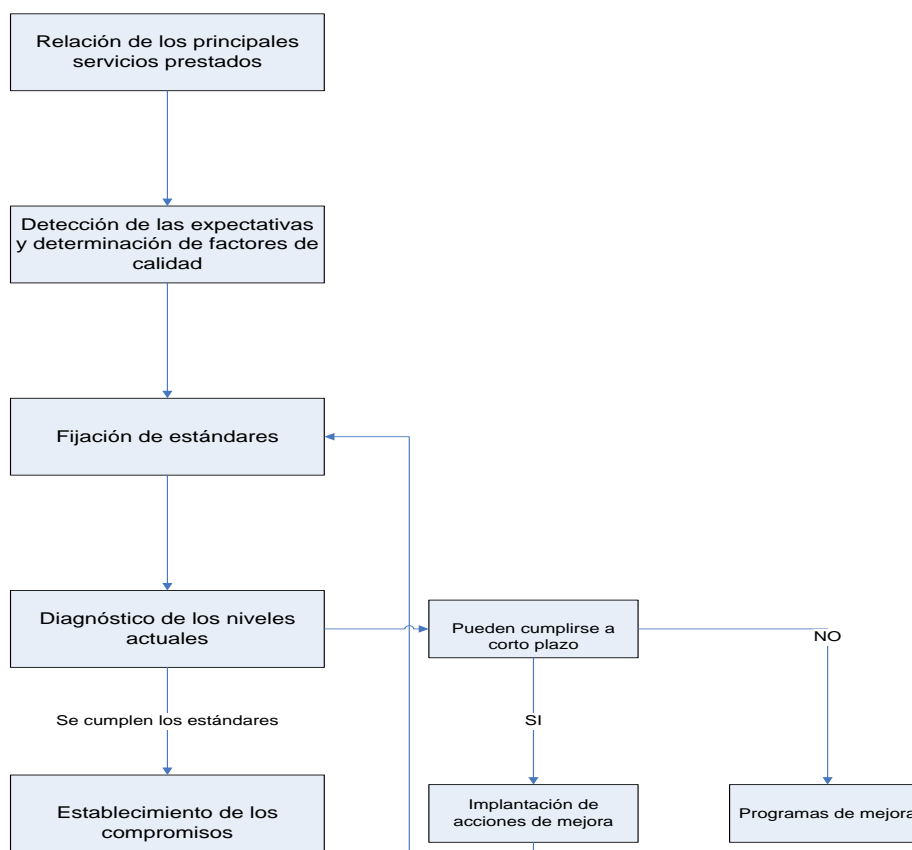 Relación de los principales
servicios prestados
Detección de las expectativas
y determinación de factores de
calidad
Fijación de estándares
Diagnóstico de los niveles
actuales
Pueden cumplirse a
corto plazo
NO
Se cumplen los estándares
SI
Establecimiento de los
compromisos
Implantación de
acciones de mejora
Programas de mejora